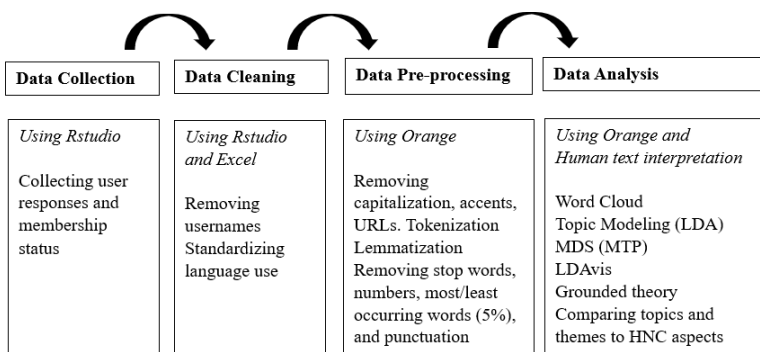 Data Collection
Data Cleaning
Data Pre-processing
Data Analysis
Using Rstudio
Collecting user
responses and
membership
status
Using Rstudio
and Excel
Removing
usernames
Standardizing
language use
Using Orange
Removing
capitalization, accents,
URLs. Tokenization
Lemmatization
Removing stop words,
numbers, most/least
occurring words (5%),
and punctuation
Using Orange and
Human text interpretation
Word Cloud
Topic Modeling (LDA)
MDS (MTP)
LDAvis
Grounded theory
Comparing topics and
themes to HNC aspects